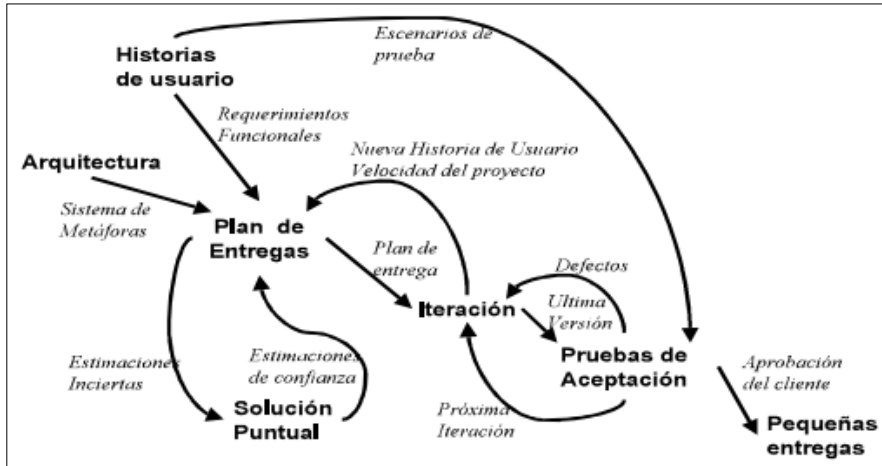 Escenarios de
prueba
Historias
de usuario
Requerimientos
Funcionales
Nueva Historia de Usuario
Velocidad del proyecto
Arquitectura
Sistema de
Metáforas
Plan de
Entregas
Plan de
entrega
Defectos
Iteración
Ultima
Versión
Estimaciones
Inciertas
Estimaciones
de confianza
Pruebas de
Aceptación
Aprobación
del cliente
Solución
Puntual
Próxima
Iteración
Pequeñas
entregas